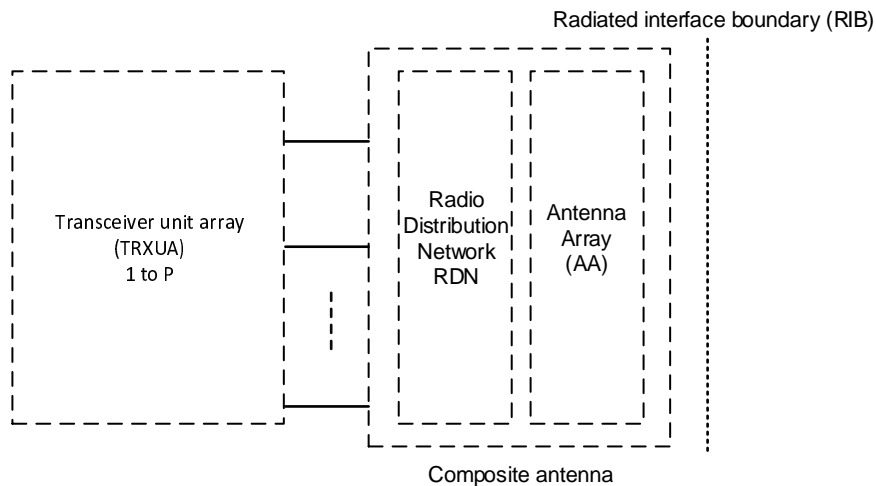 Radiated interface boundary (RIB)
Transceiver unit array
(TRXUA)
1 to P
Radio
Distribution
Network
RDN
Antenna
Array
(AA)
Composite antenna